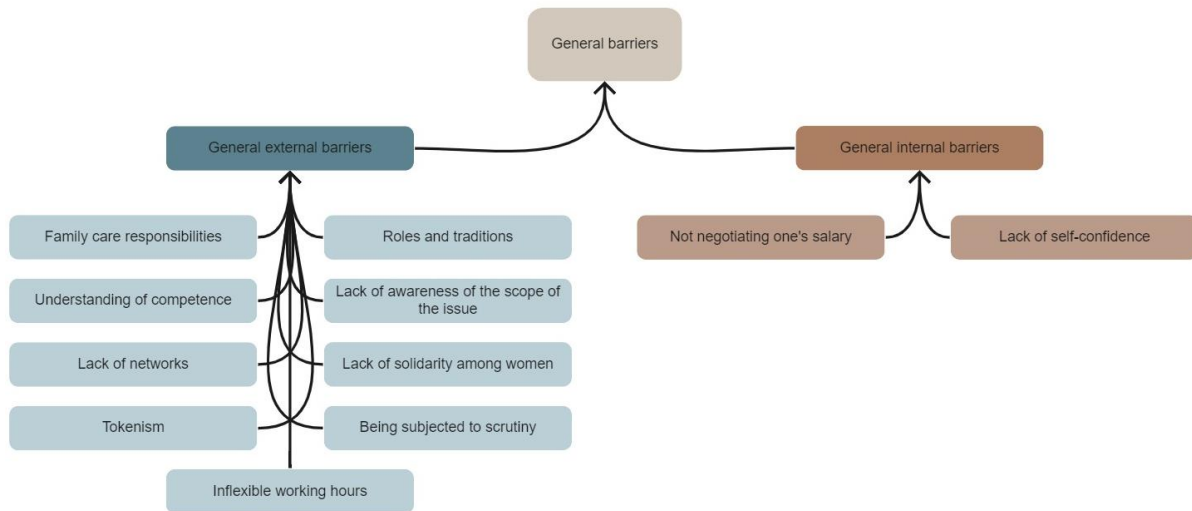 General barriers
General external barriers
General internal barriers
Family care responsibilities
Roles and traditions
Not negotiating one's salary
Lack of self-confidence
Understanding of competence
Lack of awareness of the scope of
the issue
Lack of networks
Lack of solidarity among women
Tokenism
Being subjected to scrutiny
Inflexible working hours